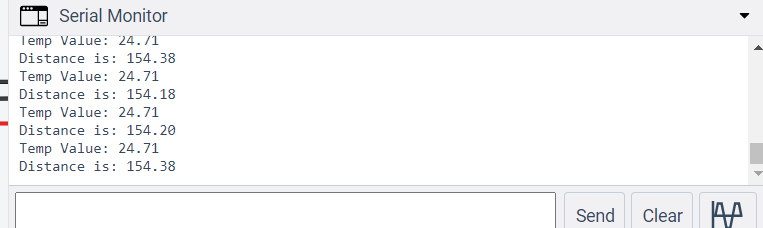 Serial Monitor
Temp Value: 24.71
Distance is: 154.38
Temp Value: 24.71
Distance is: 154.18
Temp Value: 24.71
Distance is: 154.20
Temp Value: 24.71
Distance is: 154.38
Send Clear